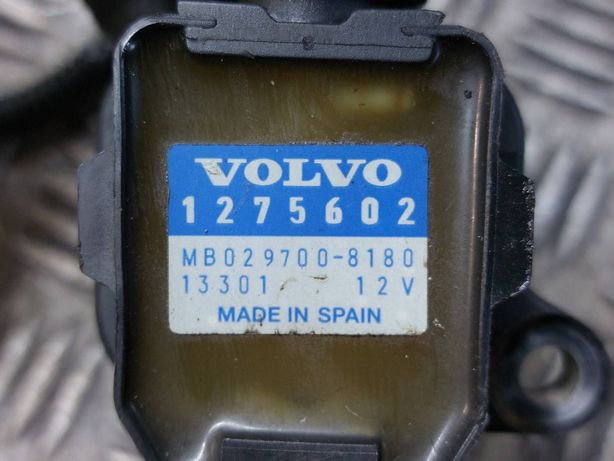 VOLVO
1275602
MB029700-8180
13301 12V
MADE IN SPAIN